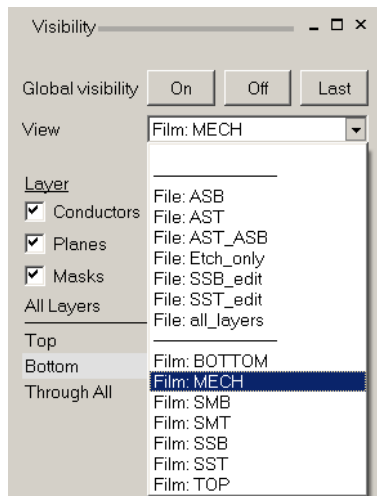 Visibility
Global visibility On Off Last
View Film: MECH
Layer
Conductors
Planes
Masks
All Layers
Top
Bottom
Through All
File: ASB
File: AST
File: AST_ASB
File: Etch_only
File: SSB_edit
File: SST_edit
File: all_layers
Film: BOTTOM
Film: MECH
Film: SMB
Film: SMT
Film: SSB
Film: SST
Film: TOP